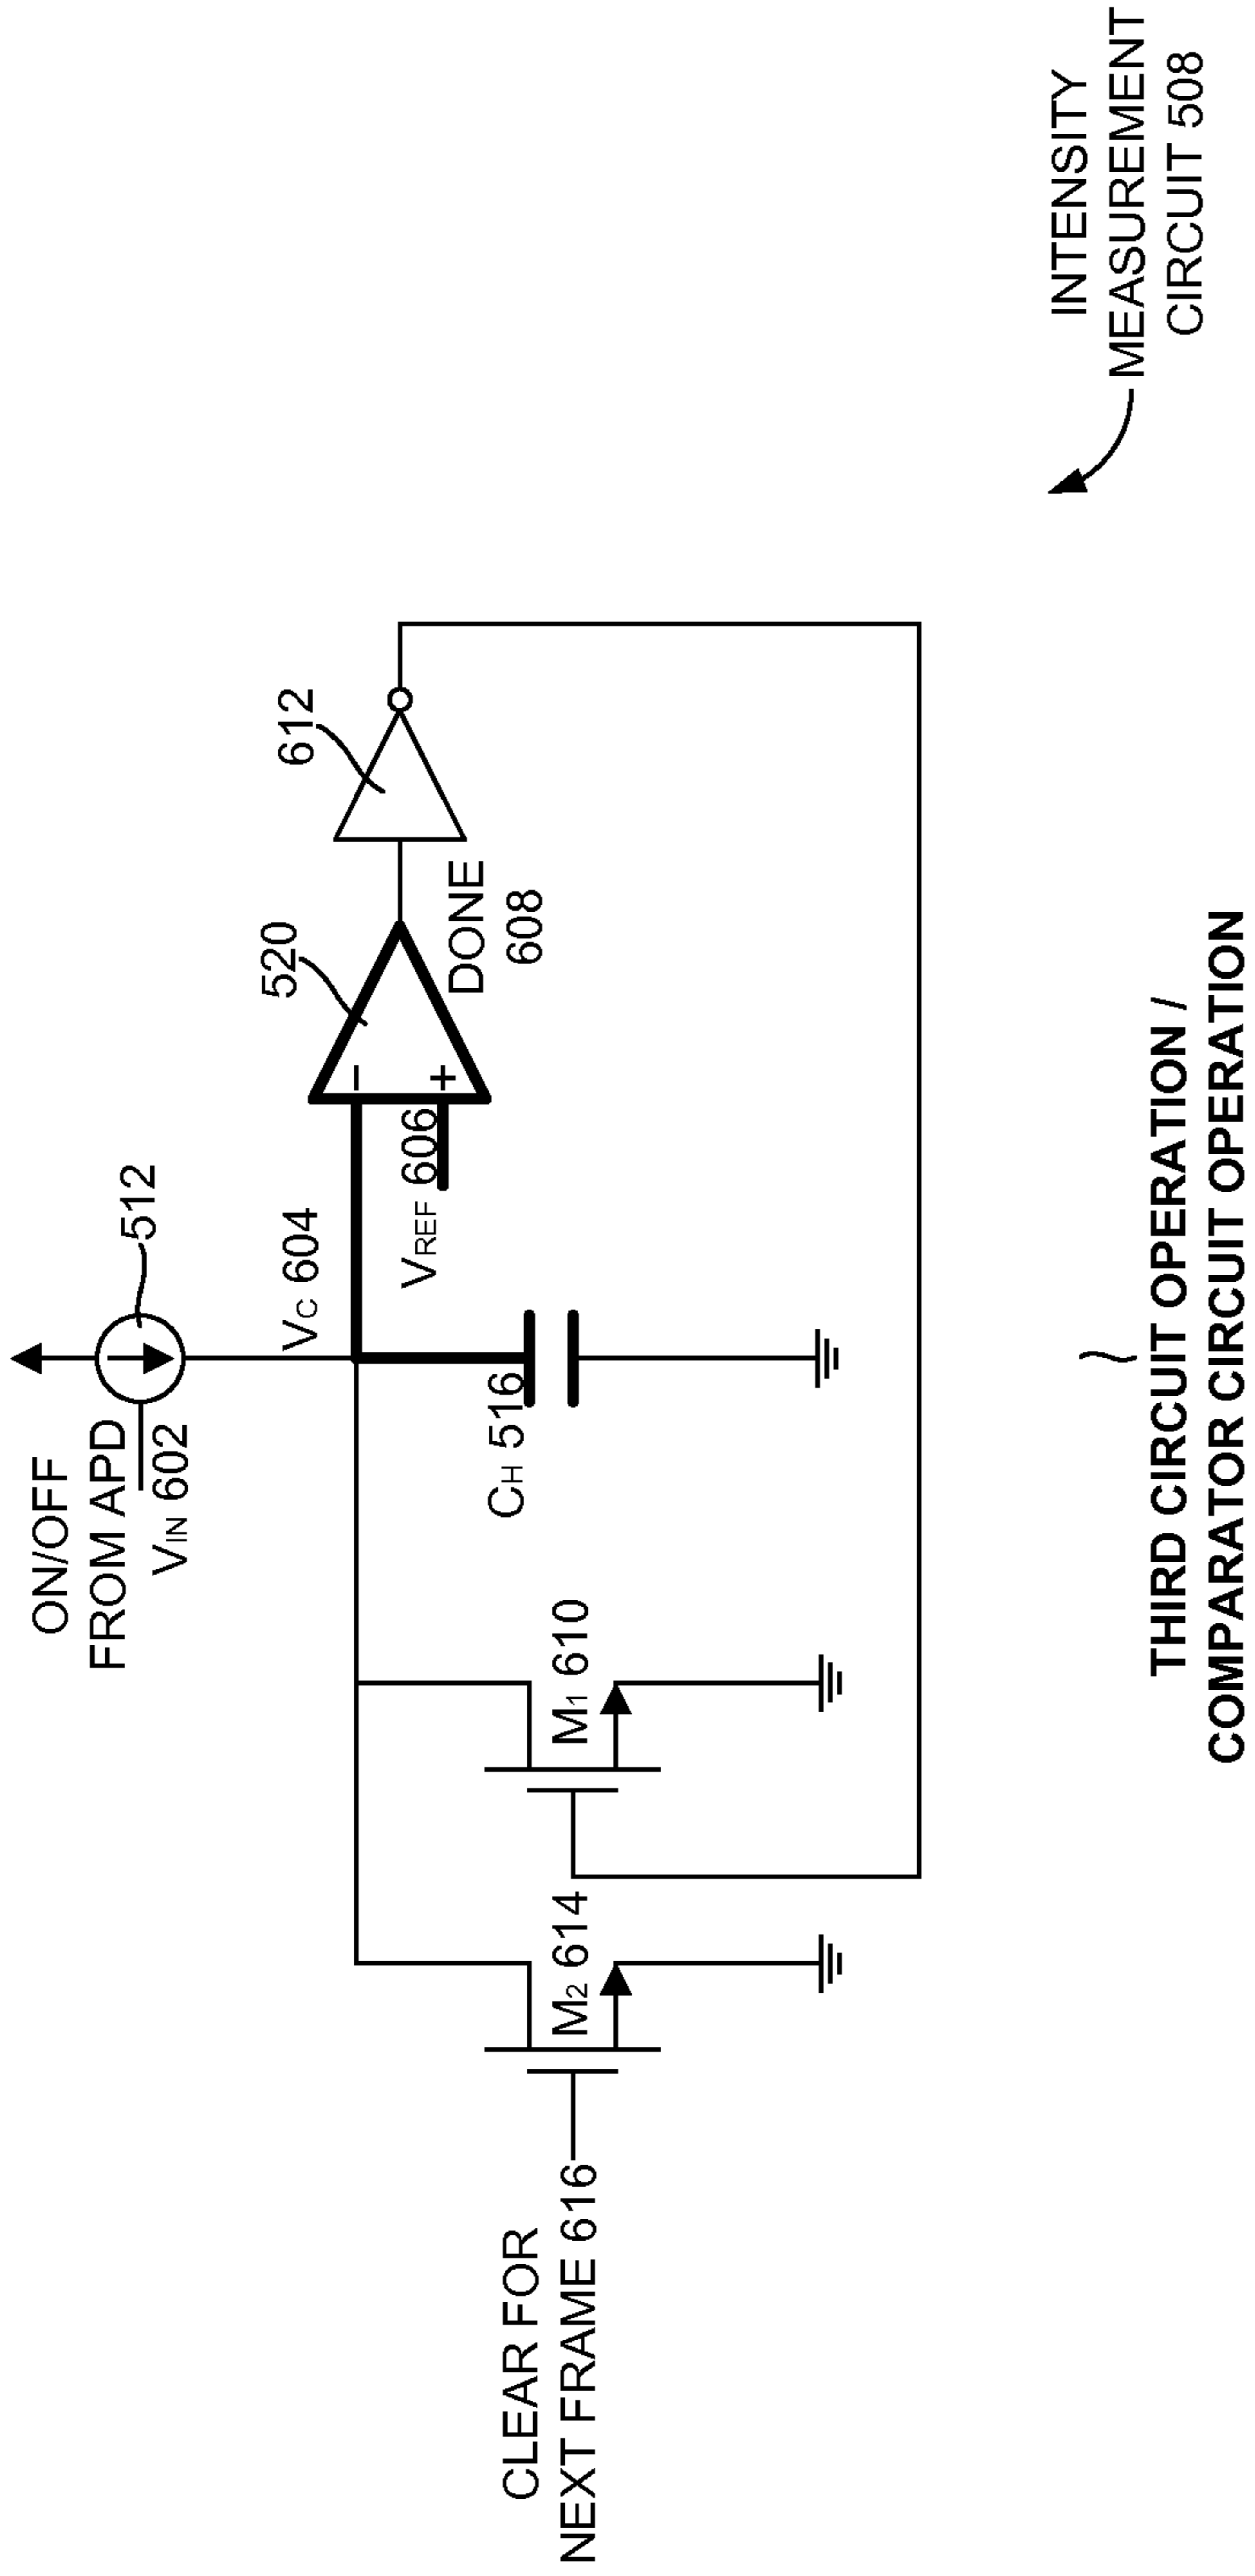 ON/OFF
FROM APD
VIN 602
512
VC 604
VREF 606
520
DONE
608
612
CH 516
M1 610
M2 614
CLEAR FOR
NEXT FRAME 616
INTENSITY
MEASUREMENT
CIRCUIT 508
THIRD CIRCUIT OPERATION /
COMPARATOR CIRCUIT OPERATION